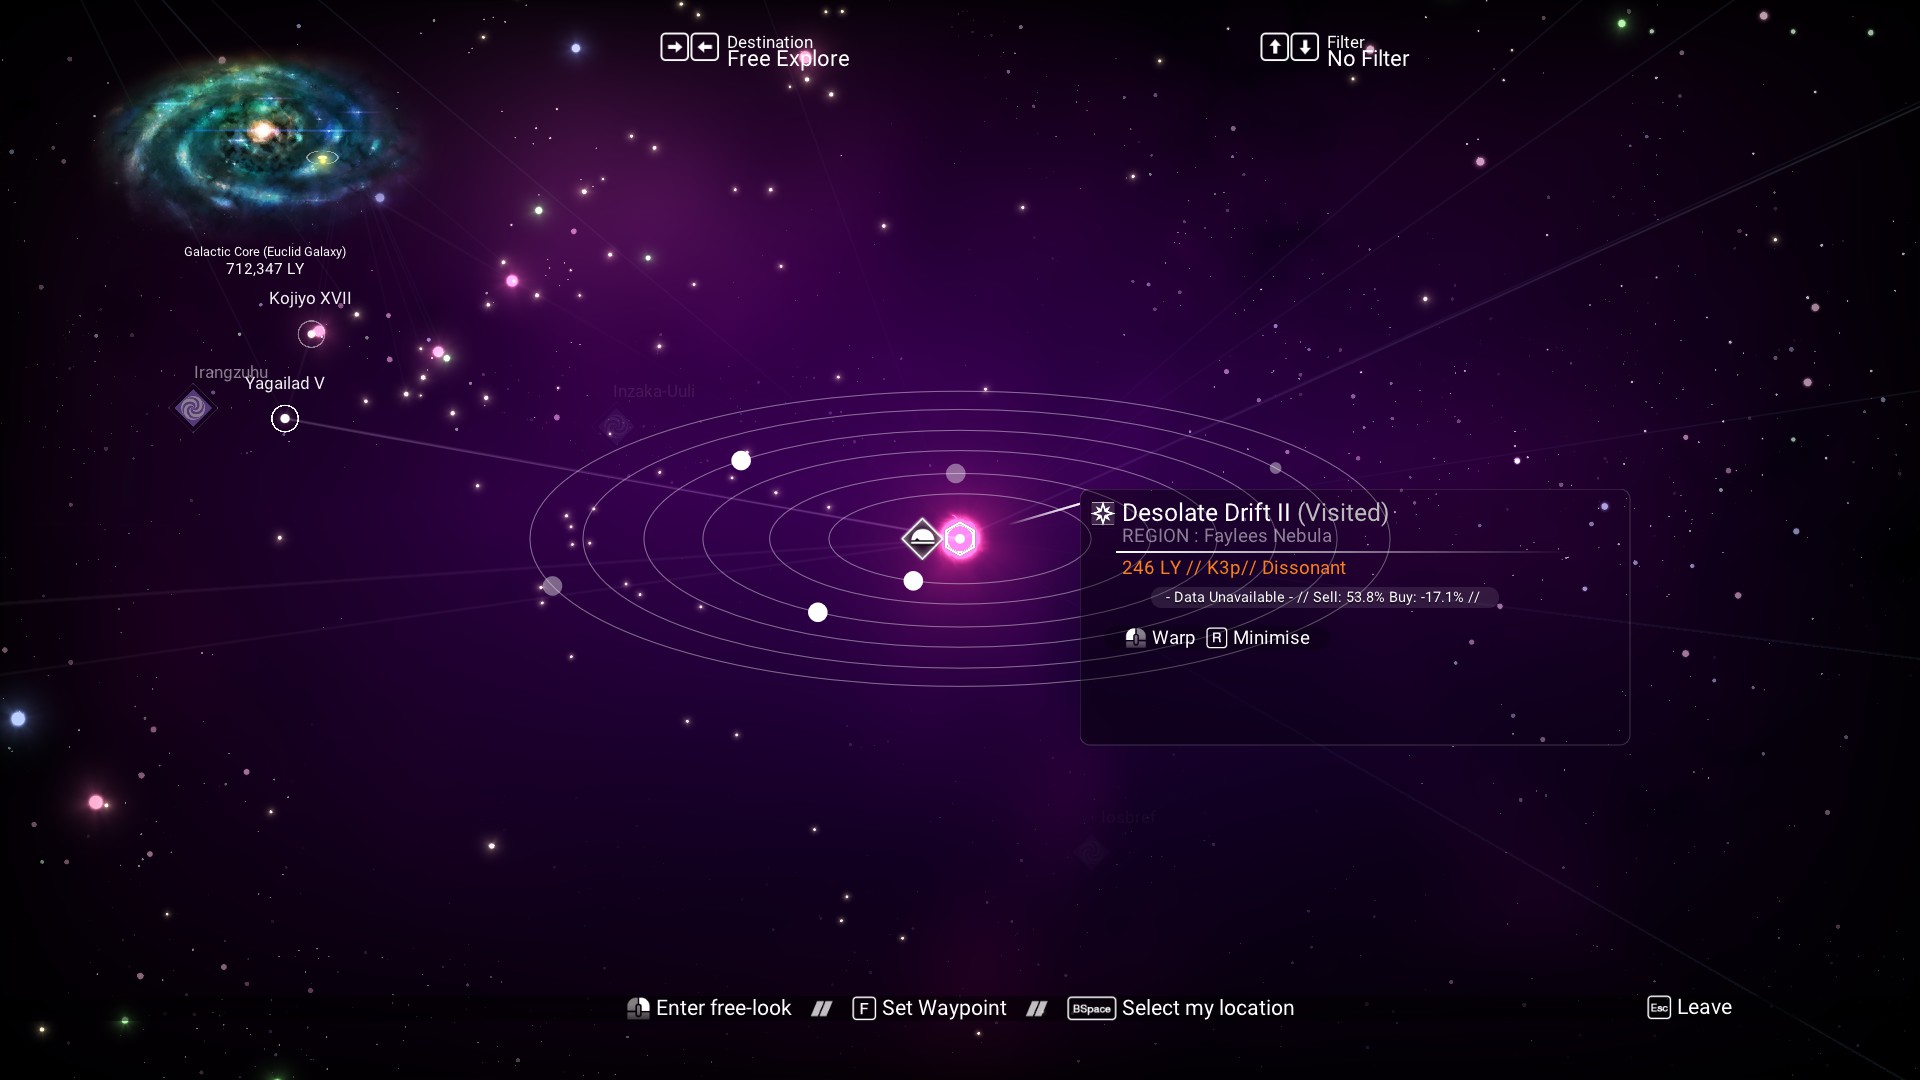 Destination
Free Explore
Filter
No Filter
Galactic Core (Euclid Galaxy)
712,347 LY
Kojiyo XVII
Irangzuhu
Yagailad V
Inzaka-Uuli
Desolate Drift II (Visited)
REGION : Faylees Nebula
246 LY // K3p// Dissonant
- Data Unavailable - // Sell: 53.8% Buy: -17.1% //
Warp R Minimise
Enter free-look // F Set Waypoint // BSpace Select my location
Esc Leave